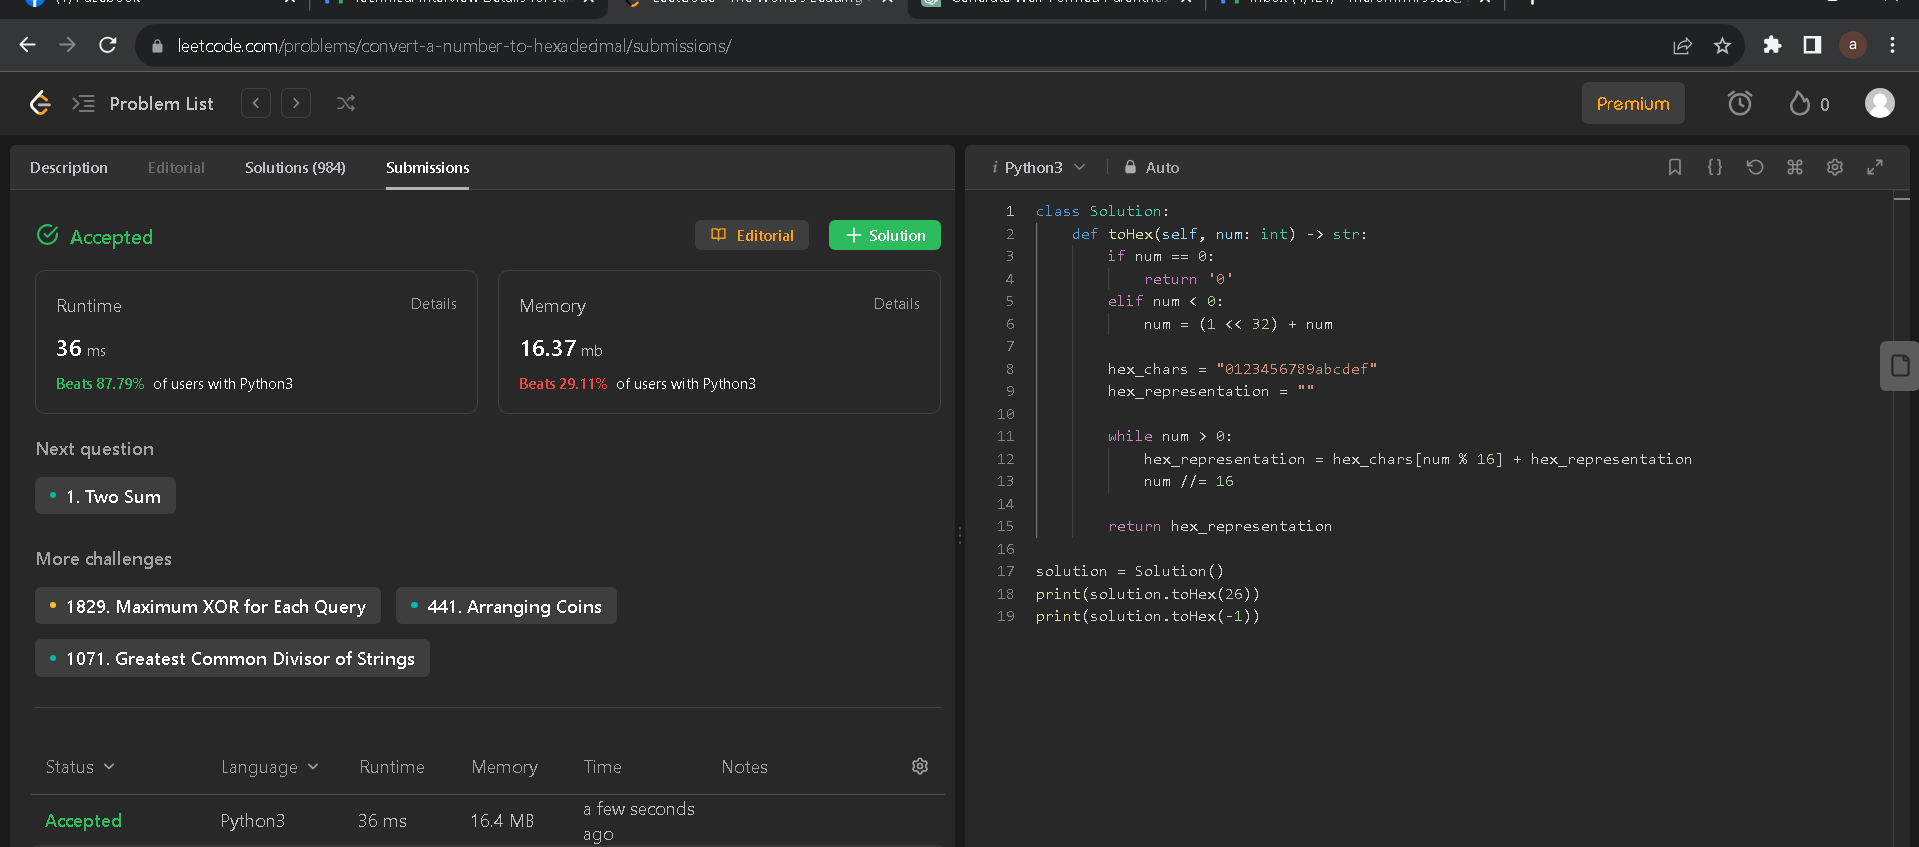 leetcode.com/problems/convert-a-number-to-hexadecimal/submissions/
a
Problem List
Premium
0
Description
Editorial
Solutions (984)
Submissions
Accepted
Editorial
+ Solution
Runtime
Details
36 ms
Beats 87.79% of users with Python3
Memory
Details
16.37 mb
Beats 29.11% of users with Python3
Next question
1. Two Sum
More challenges
1829. Maximum XOR for Each Query
441. Arranging Coins
1071. Greatest Common Divisor of Strings
Status
Language
Runtime
Memory
Time
Notes
Accepted
Python3
36 ms
16.4 MB
a few seconds
ago
i Python3
Auto
{}
1 class Solution:
2     def toHex(self, num: int) -> str:
3         if num == 0:
4             return '0'
5         elif num < 0:
6             num = (1 << 32) + num
7
8         hex_chars = "0123456789abcdef"
9         hex_representation = ""
10
11         while num > 0:
12             hex_representation = hex_chars[num % 16] + hex_representation
13             num //= 16
14
15         return hex_representation
16
17 solution = Solution()
18 print(solution.toHex(26))
19 print(solution.toHex(-1))